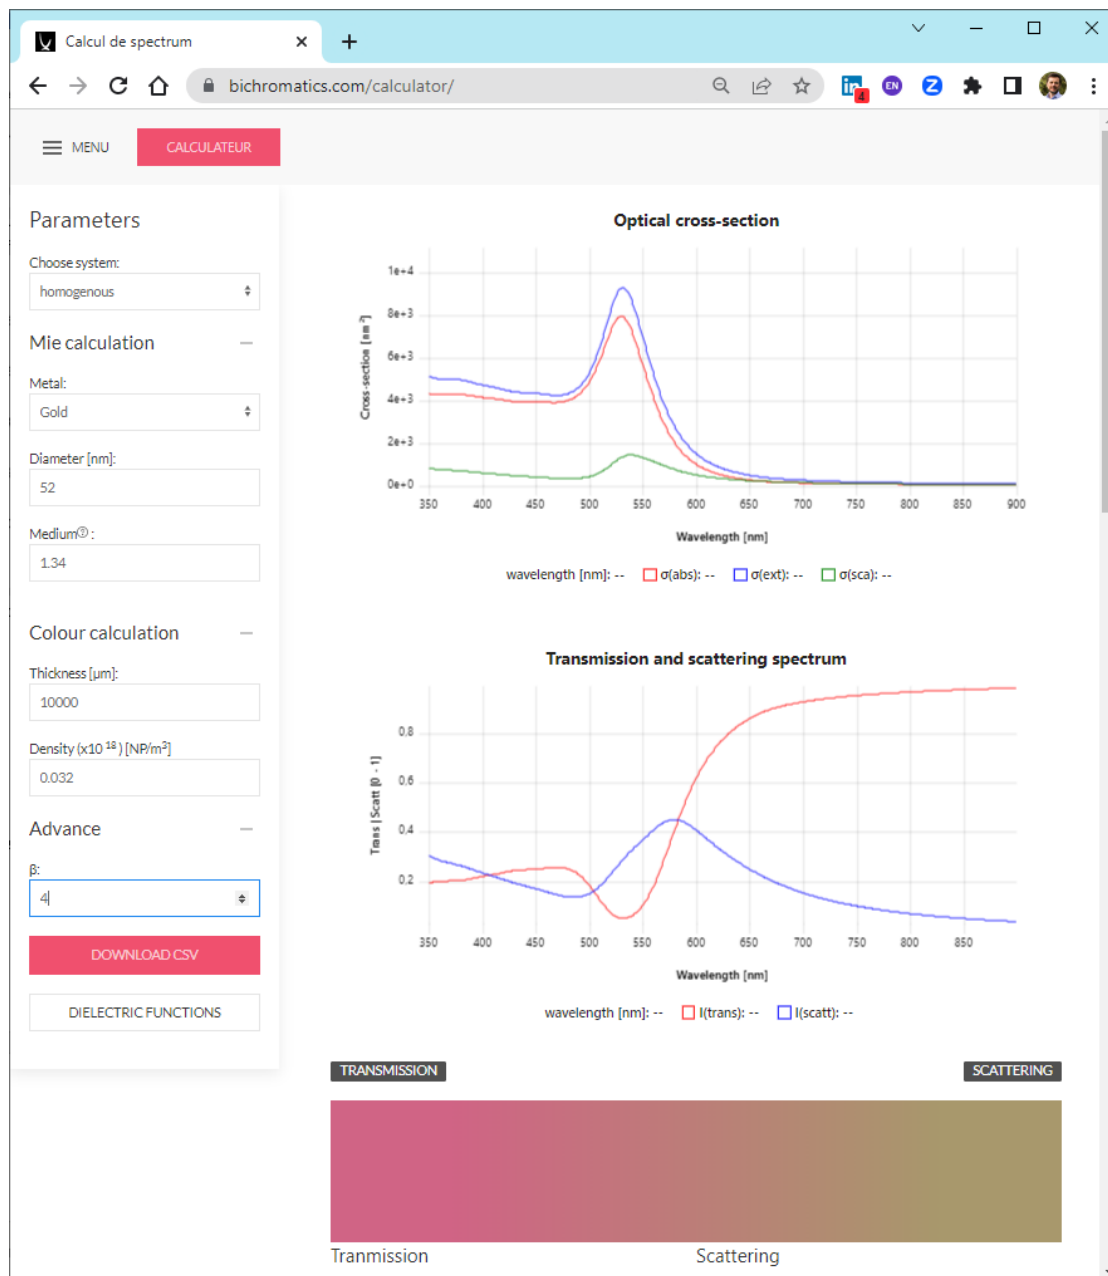 Calcul de spectrum
bichromatics.com/calculator/
4
EN
Z
MENU
CALCULATEUR
Parameters
Choose system:
homogenous
Mie calculation
Metal:
Gold
Diameter [nm]:
52
Medium? :
1.34
Colour calculation
Thickness [µm]:
10000
Density (x10 18) [NP/m3]
0.032
Advance
β:
4
DOWNLOAD CSV
DIELECTRIC FUNCTIONS
Optical cross-section
Cross-section [nm2]
1e+4
8e+3
6e+3
4e+3
2e+3
0e+0
350 400 450 500 550 600 650 700 750 800 850 900
Wavelength [nm]
wavelength [nm]: -- σ(abs): -- σ(ext): -- σ(sca): --
Transmission and scattering spectrum
Trans | Scatt [0 - 1]
0.8
0.6
0.4
0.2
350 400 450 500 550 600 650 700 750 800 850
Wavelength [nm]
wavelength [nm]: -- I(trans): -- I(scatt): --
TRANSMISSION
SCATTERING
Tranmission
Scattering